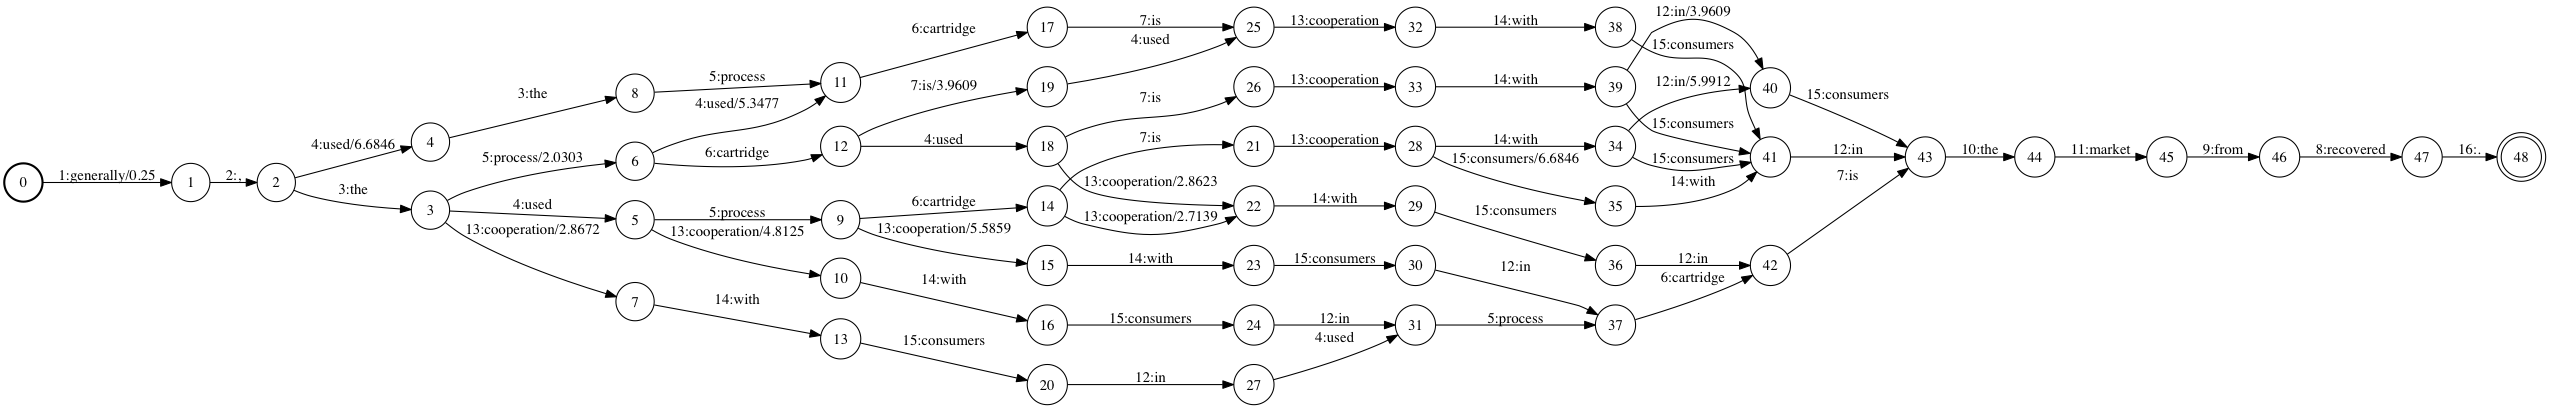 0 1:generally/0.25 1 2:, 2
4:used/6.6846 4
3:the 3
3:the 8
5:process/2.0303 6
4:used 5
13:cooperation/2.8672 7
5:process 11
4:used/5.3477
6:cartridge 12
5:process 9
13:cooperation/4.8125 10
14:with 13
6:cartridge 17
7:is/3.9609 19
4:used 18
6:cartridge 14
13:cooperation/5.5859 15
14:with 16
15:consumers 20
7:is 25
4:used
7:is 26
7:is 21
13:cooperation/2.8623 22
13:cooperation/2.7139
14:with 23
15:consumers 24
12:in 27
13:cooperation 32
13:cooperation 33
13:cooperation 28
14:with 29
15:consumers 30
12:in 31
4:used
14:with 38
14:with 39
14:with 34
15:consumers/6.6846 35
15:consumers 36
12:in
5:process 37
12:in/3.9609 40
15:consumers
12:in/5.9912
15:consumers
15:consumers 41
14:with
12:in 42
6:cartridge
15:consumers
12:in 43
7:is
10:the 44 11:market 45 9:from 46 8:recovered 47 16:. 48